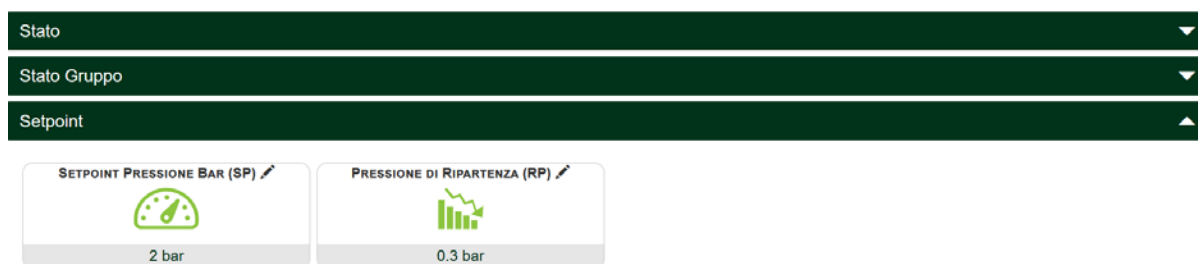 Stato
Stato Gruppo
Setpoint
SETPOINT PRESSIONE BAR (SP)
PRESSIONE DI RIPARTENZA (RP)
2 bar
0.3 bar